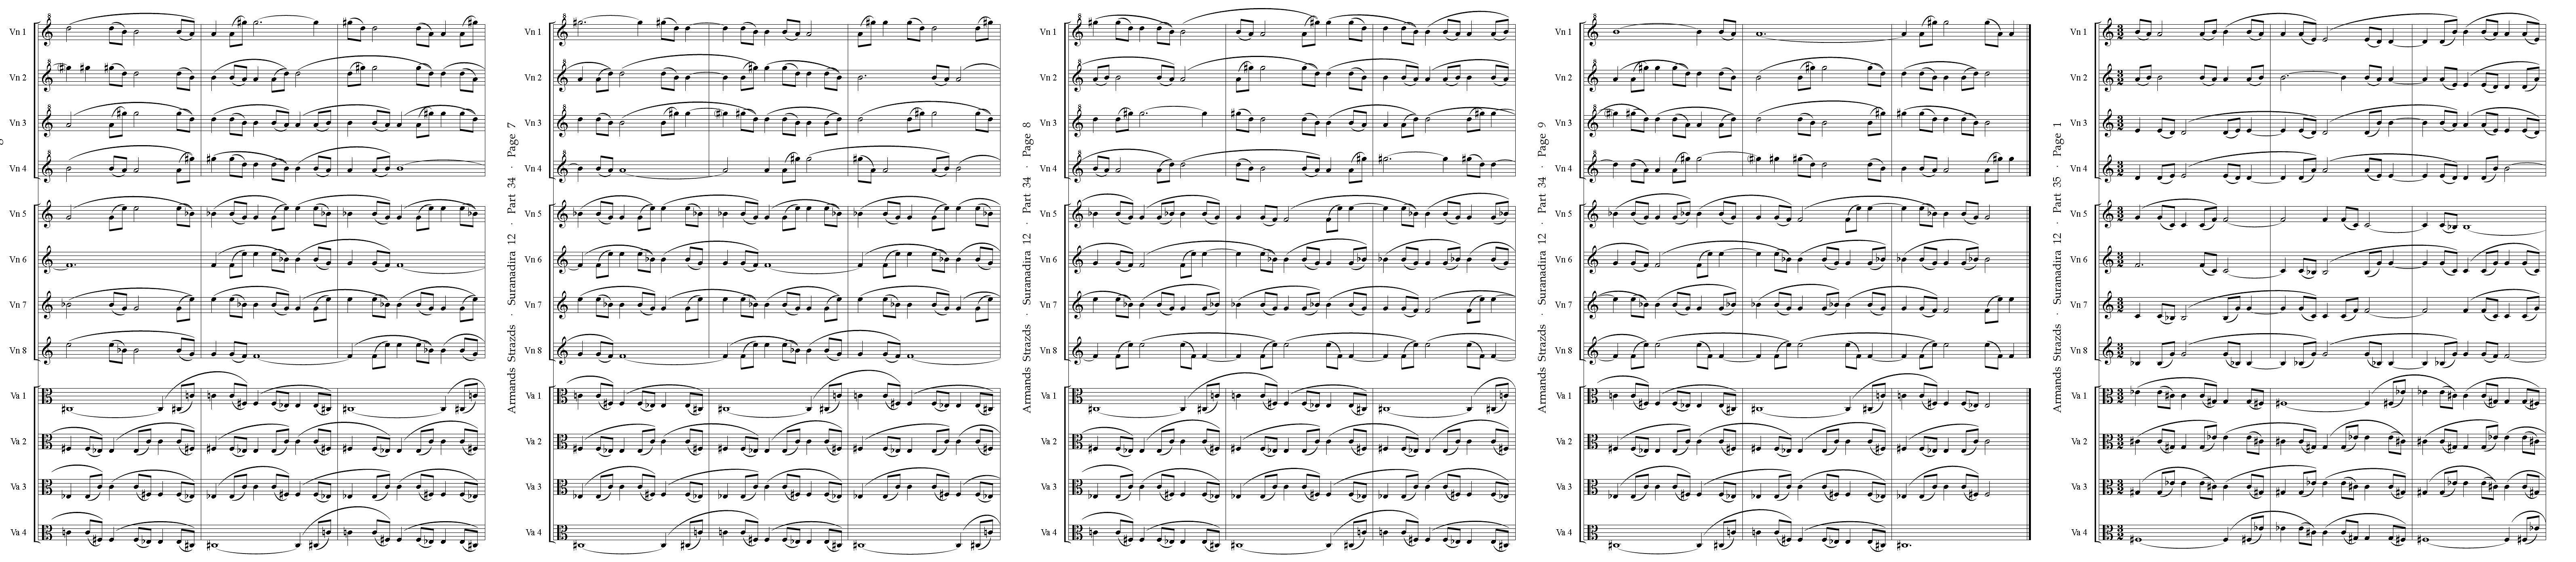 Vn 1
Vn 2
Vn 3
Vn 4
Vn 5
Vn 6
Vn 7
Vn 8
Va 1
Va 2
Va 3
Va 4
Armands Strazds · Suranadira 12 · Part 34 · Page 7
Vn 1
Vn 2
Vn 3
Vn 4
Vn 5
Vn 6
Vn 7
Vn 8
Va 1
Va 2
Va 3
Va 4
Armands Strazds · Suranadira 12 · Part 34 · Page 8
Vn 1
Vn 2
Vn 3
Vn 4
Vn 5
Vn 6
Vn 7
Vn 8
Va 1
Va 2
Va 3
Va 4
Armands Strazds · Suranadira 12 · Part 34 · Page 9
Vn 1
Vn 2
Vn 3
Vn 4
Vn 5
Vn 6
Vn 7
Vn 8
Va 1
Va 2
Va 3
Va 4
Armands Strazds · Suranadira 12 · Part 35 · Page 1
Vn 1
Vn 2
Vn 3
Vn 4
Vn 5
Vn 6
Vn 7
Vn 8
Va 1
Va 2
Va 3
Va 4